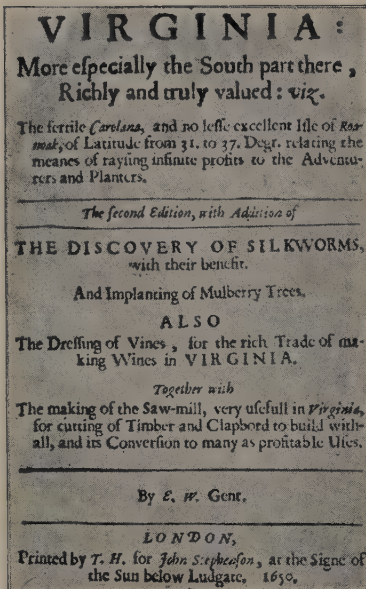 VIRGINIA:
More eſpecially the South part there,
Richly and truly valued: viz.
The fertile Carolana, and no leſſe excellent Iſle of Roa-
noak, of Latitude from 31. to 37. Degr. relating the
meanes of rayſing infinite profits to the Adventu-
rers and Planters.
The ſecond Edition, with Addition of
THE DISCOVERY OF SILKWORMS,
with their benefit.
And Implanting of Mulberry Trees.
ALSO
The Dreſſing of Vines, for the rich Trade of ma-
king Wines in VIRGINIA.
Together with
The making of the Saw-mill, very uſefull in Virginia,
for cutting of Timber and Clapbord to build with-
all, and its Converſion to many as profitable Uſes.
By E. W. Gent.
LONDON,
Printed by T. H. for John Stephenſon, at the Signe of
the Sun below Ludgate. 1650.